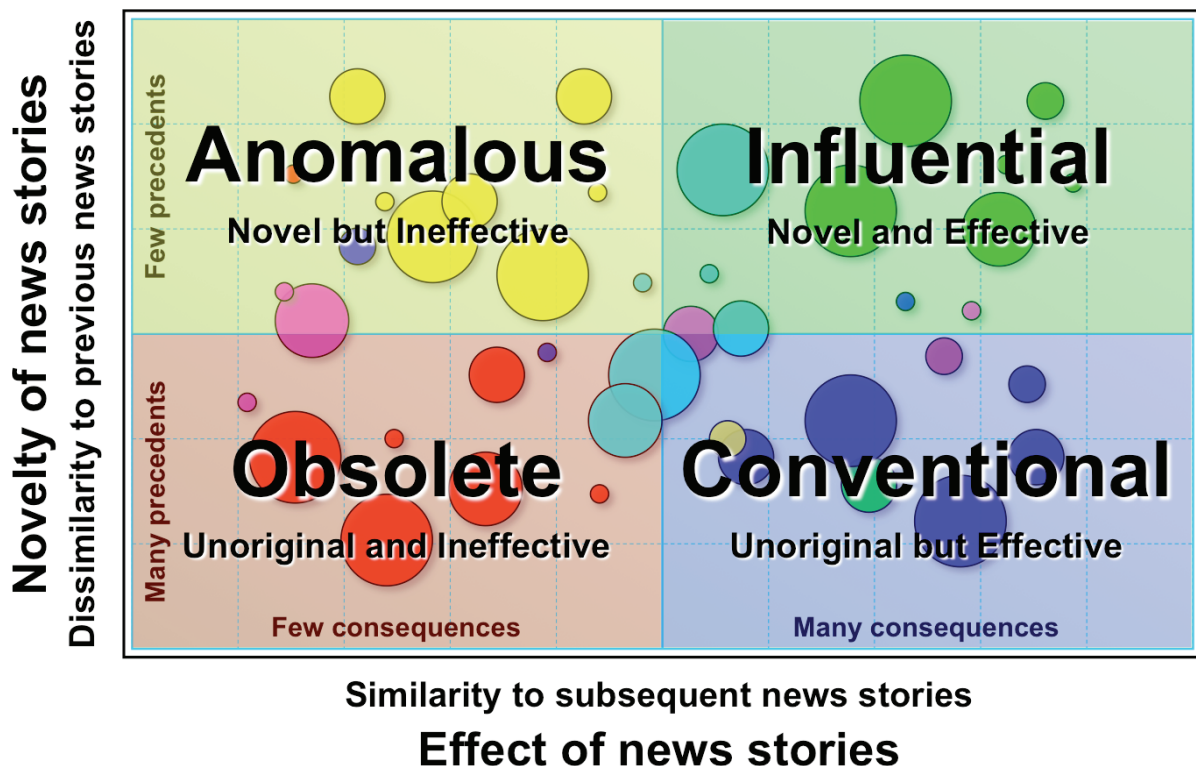 Novelty of news stories
Dissimilarity to previous news stories
Few precedents
Many precedents
Anomalous
Novel but Ineffective
Influential
Novel and Effective
Obsolete
Unoriginal and Ineffective
Few consequences
Conventional
Unoriginal but Effective
Many consequences
Similarity to subsequent news stories
Effect of news stories